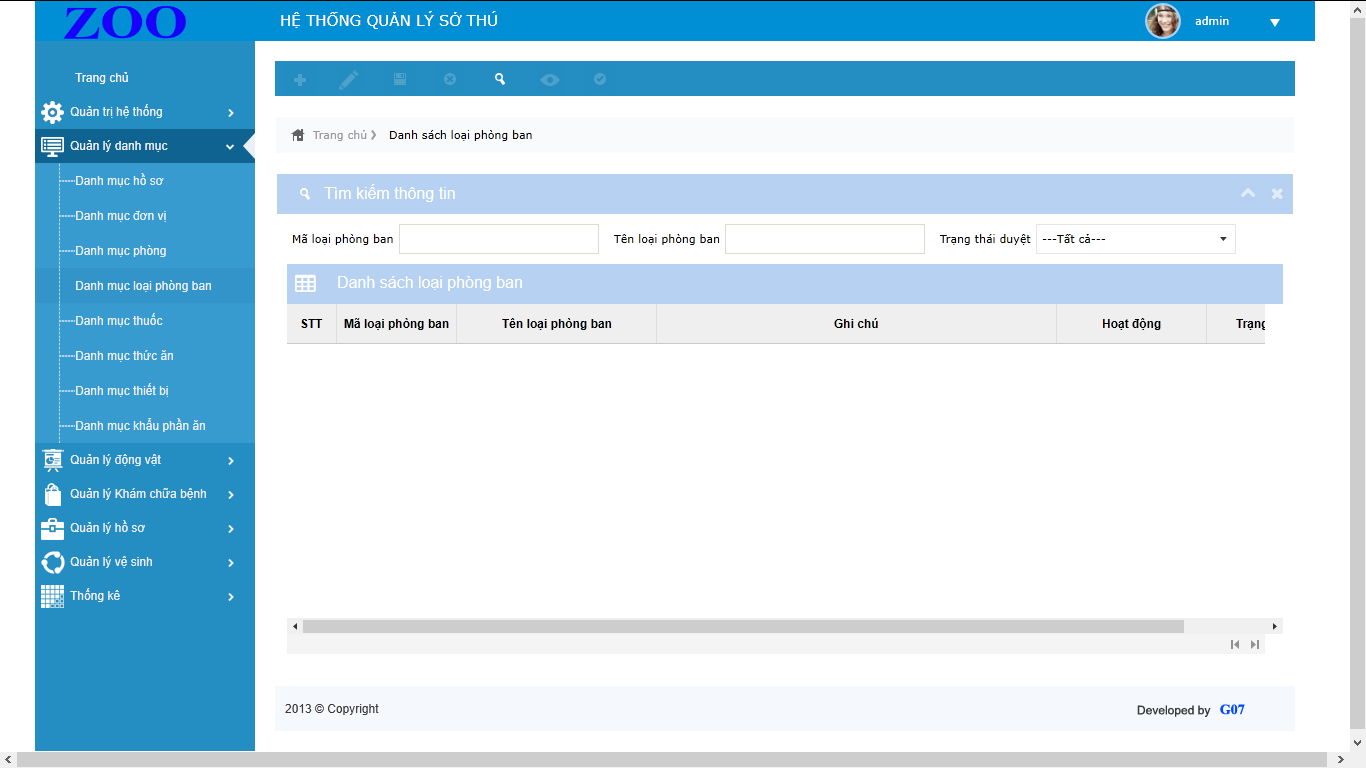 ZOO
HỆ THỐNG QUẢN LÝ SỞ THÚ
admin
Trang chủ
Quản trị hệ thống
Quản lý danh mục
Danh mục hồ sơ
Danh mục đơn vị
Danh mục phòng
Danh mục loại phòng ban
Danh mục thuốc
Danh mục thức ăn
Danh mục thiết bị
Danh mục khẩu phần ăn
Quản lý động vật
Quản lý Khám chữa bệnh
Quản lý hồ sơ
Quản lý vệ sinh
Thống kê
Trang chủ Danh sách loại phòng ban
Tìm kiếm thông tin
Mã loại phòng ban Tên loại phòng ban Trạng thái duyệt ---Tất cả---
Danh sách loại phòng ban
STT Mã loại phòng ban Tên loại phòng ban Ghi chú Hoạt động Trạng
2013 © Copyright
Developed by G07